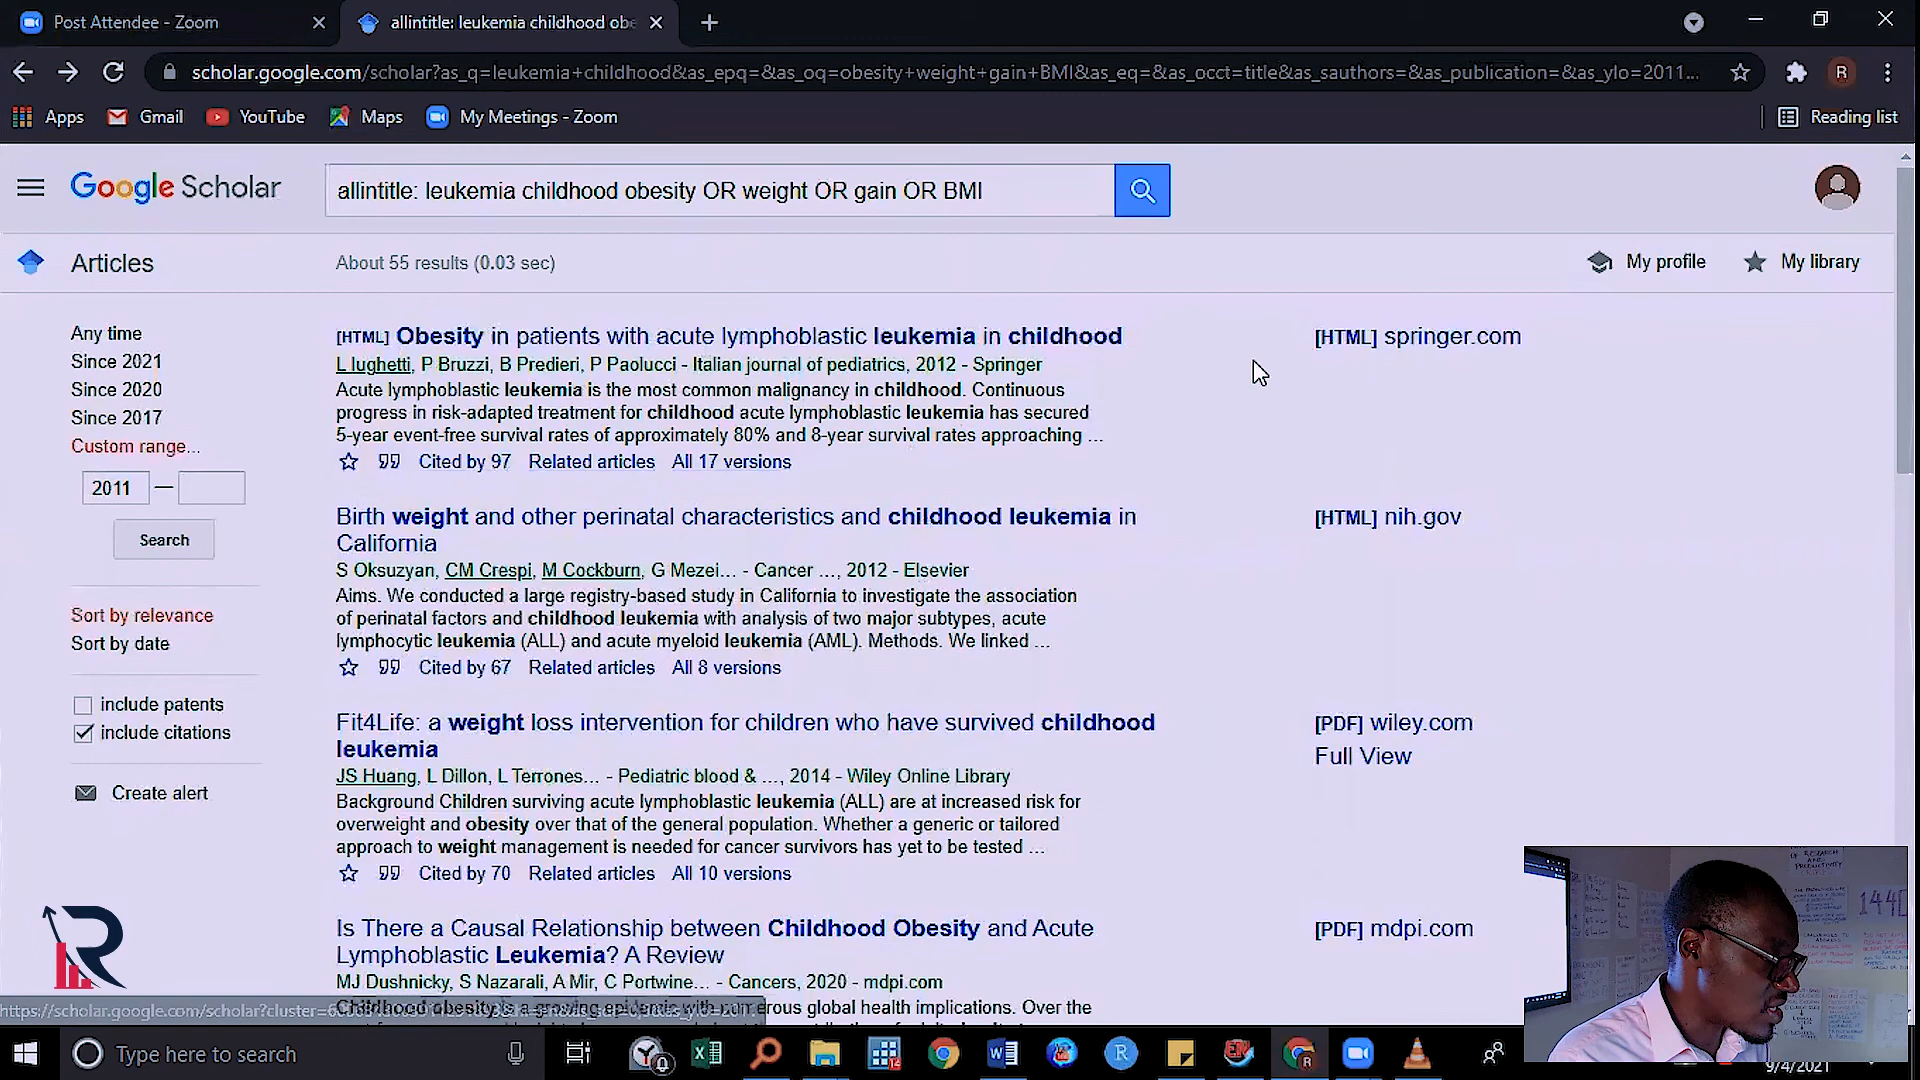 Post Attendee - Zoom
allintitle: leukemia childhood obe
scholar.google.com/scholar?as_q=leukemia+childhood&as_epq=&as_oq=obesity+weight+gain+BMI&as_eq=&as_occt=title&as_sauthors=&as_publication=&as_ylo=2011...
R
Apps
Gmail
YouTube
Maps
My Meetings - Zoom
Reading list
Google Scholar
allintitle: leukemia childhood obesity OR weight OR gain OR BMI
Articles
About 55 results (0.03 sec)
My profile
My library
Any time
Since 2021
Since 2020
Since 2017
Custom range...
2011 —
Search
Sort by relevance
Sort by date
include patents
include citations
Create alert
[HTML] Obesity in patients with acute lymphoblastic leukemia in childhood
L Iughetti, P Bruzzi, B Predieri, P Paolucci - Italian journal of pediatrics, 2012 - Springer
Acute lymphoblastic leukemia is the most common malignancy in childhood. Continuous
progress in risk-adapted treatment for childhood acute lymphoblastic leukemia has secured
5-year event-free survival rates of approximately 80% and 8-year survival rates approaching ...
Cited by 97 Related articles All 17 versions
[HTML] springer.com
Birth weight and other perinatal characteristics and childhood leukemia in
California
S Oksuzyan, CM Crespi, M Cockburn, G Mezei... - Cancer ..., 2012 - Elsevier
Aims. We conducted a large registry-based study in California to investigate the association
of perinatal factors and childhood leukemia with analysis of two major subtypes, acute
lymphocytic leukemia (ALL) and acute myeloid leukemia (AML). Methods. We linked ...
Cited by 67 Related articles All 8 versions
[HTML] nih.gov
Fit4Life: a weight loss intervention for children who have survived childhood
leukemia
JS Huang, L Dillon, L Terrones... - Pediatric blood & ..., 2014 - Wiley Online Library
Background Children surviving acute lymphoblastic leukemia (ALL) are at increased risk for
overweight and obesity over that of the general population. Whether a generic or tailored
approach to weight management is needed for cancer survivors has yet to be tested ...
Cited by 70 Related articles All 10 versions
[PDF] wiley.com
Full View
Is There a Causal Relationship between Childhood Obesity and Acute
Lymphoblastic Leukemia? A Review
MJ Dushnicky, S Nazarali, A Mir, C Portwine... - Cancers, 2020 - mdpi.com
Childhood obesity is a growing epidemic with numerous global health implications. Over the
[PDF] mdpi.com
R
https://scholar.google.com/scholar?cluster=6
Type here to search
R
R
1440
9/4/2021